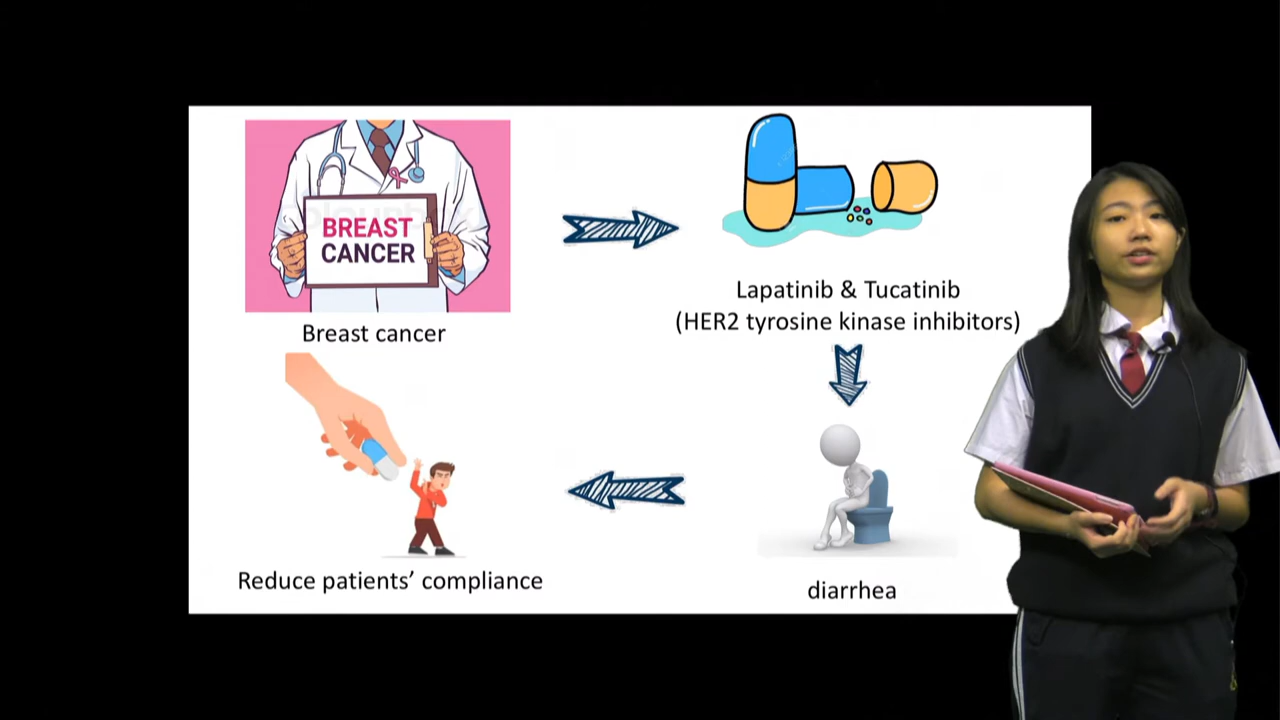 BREAST
CANCER
Breast cancer
Lapatinib & Tucatinib
(HER2 tyrosine kinase inhibitors)
diarrhea
Reduce patients’ compliance